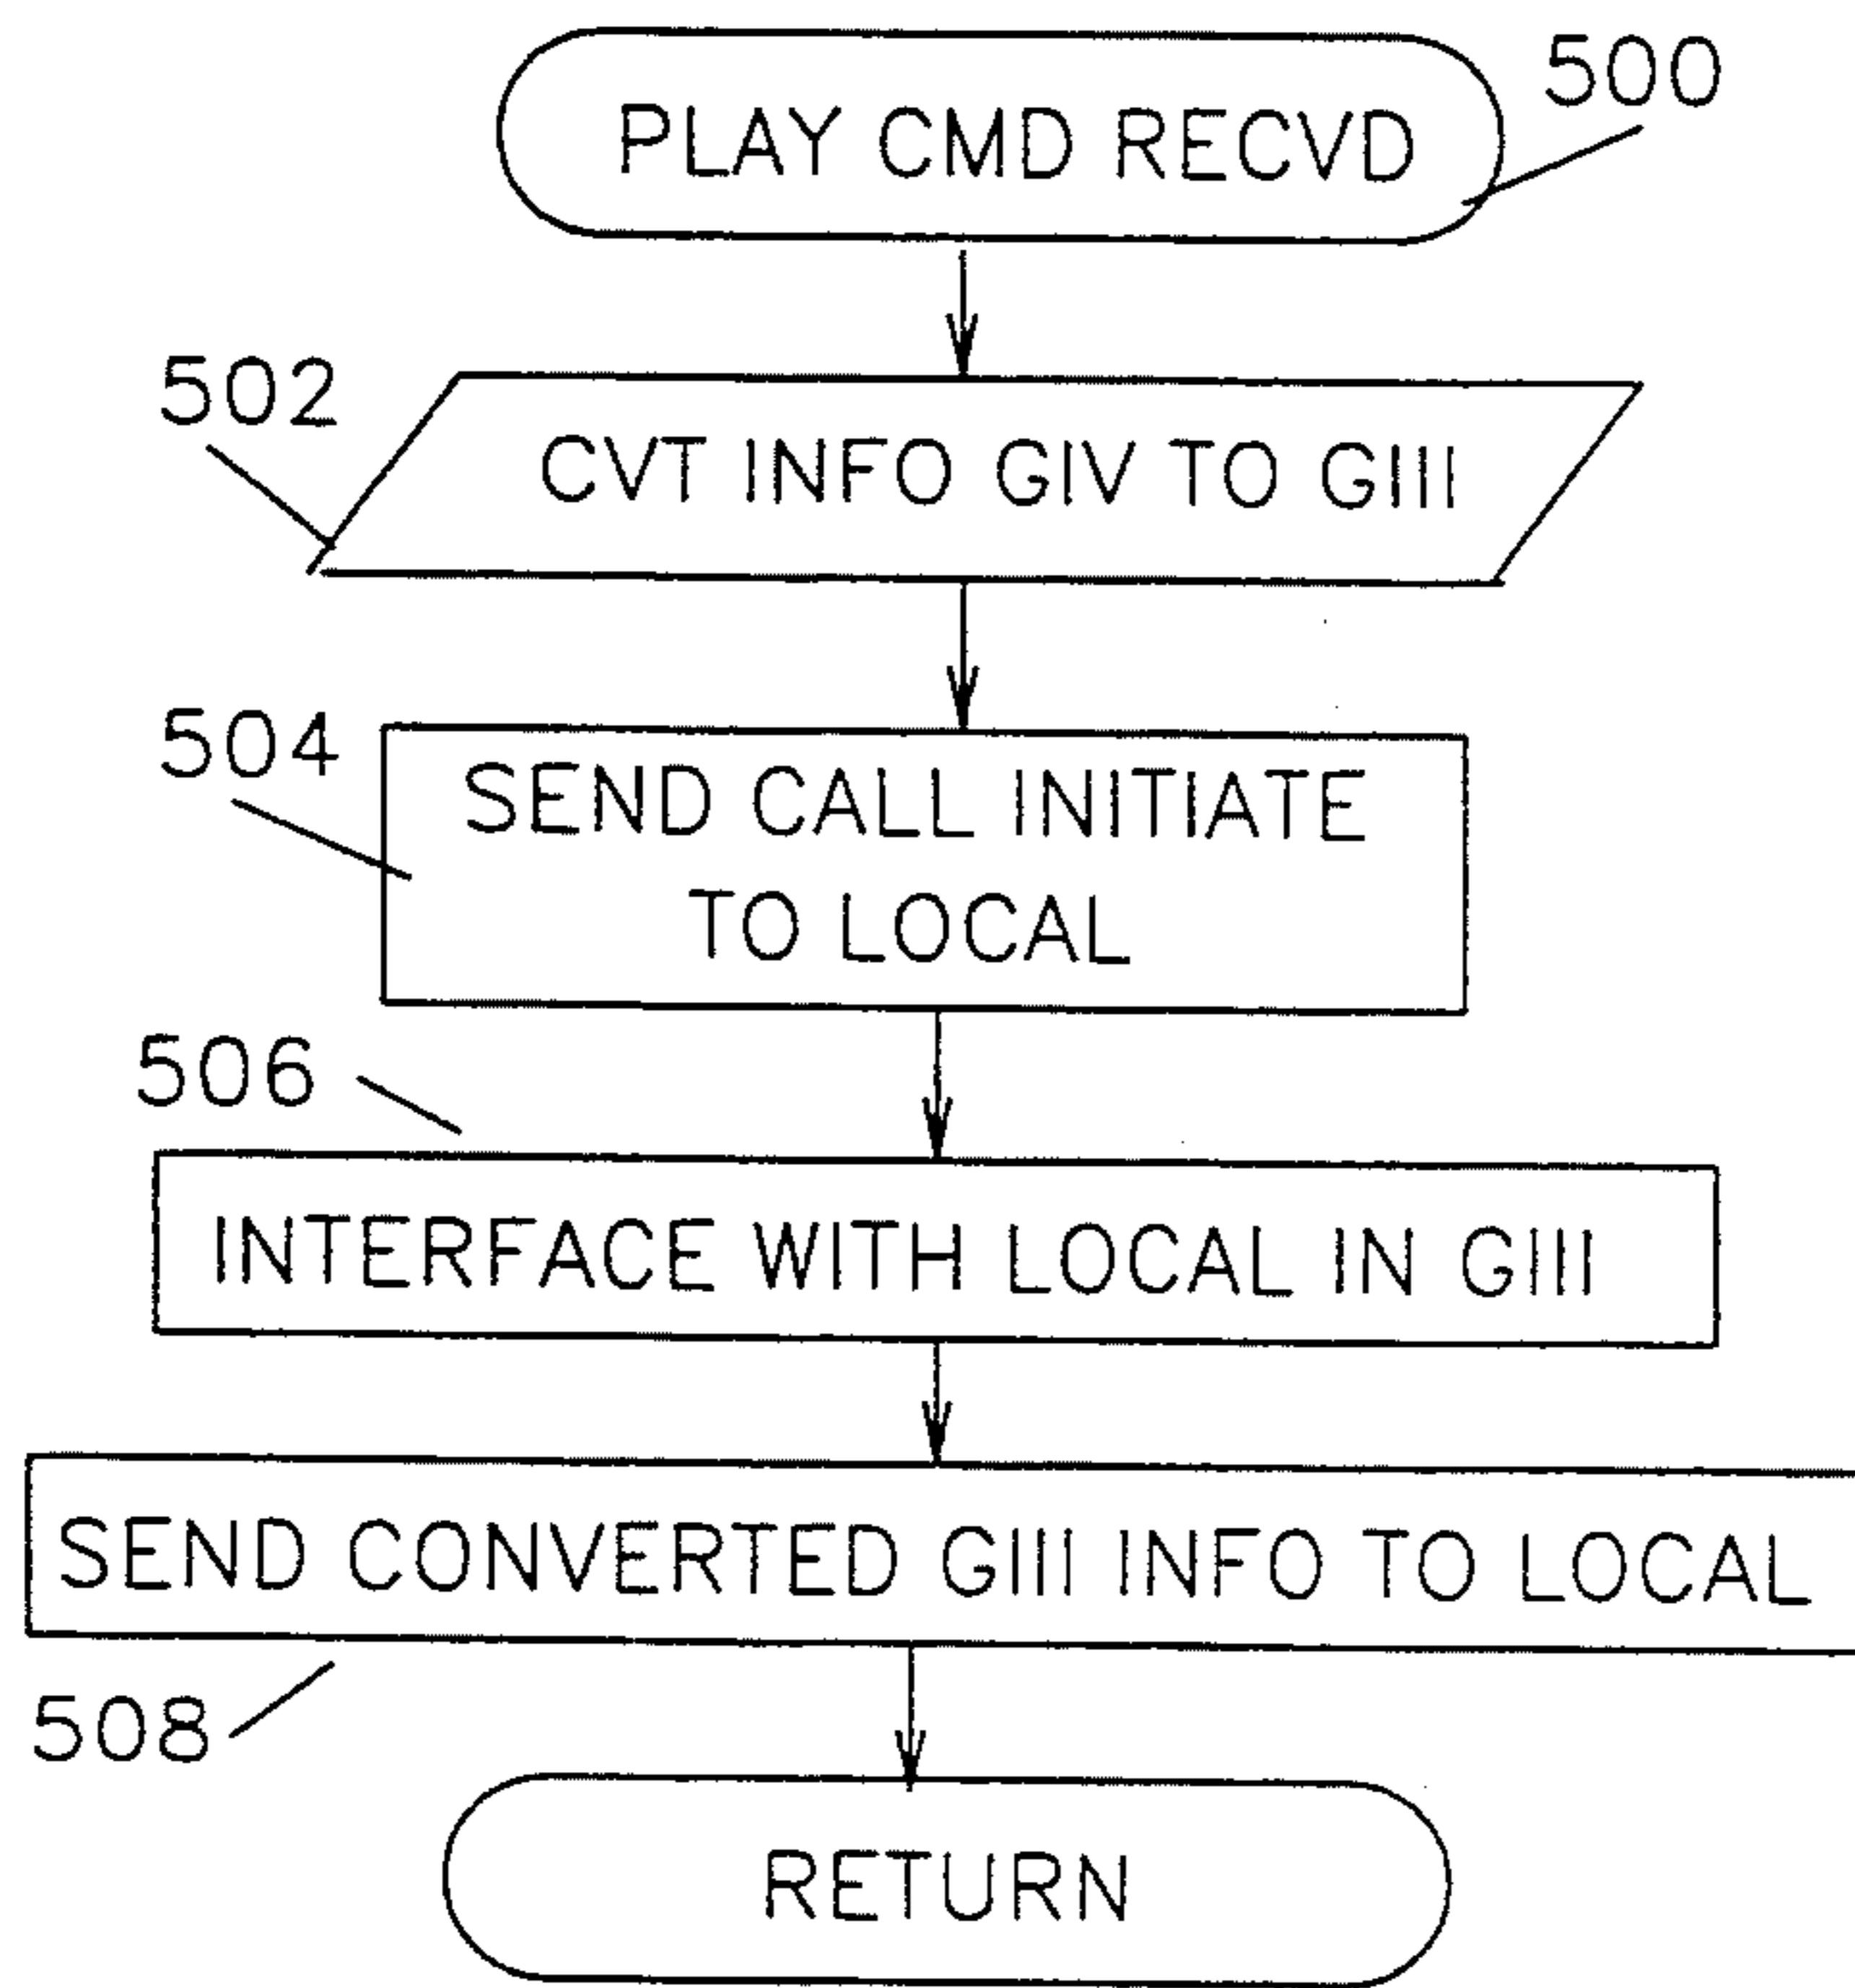 PLAY CMD RECVD
500
502
CVT INFO GIV TO GIII
504
SEND CALL INITIATE
TO LOCAL
506
INTERFACE WITH LOCAL IN GIII
SEND CONVERTED GIII INFO TO LOCAL
508
RETURN